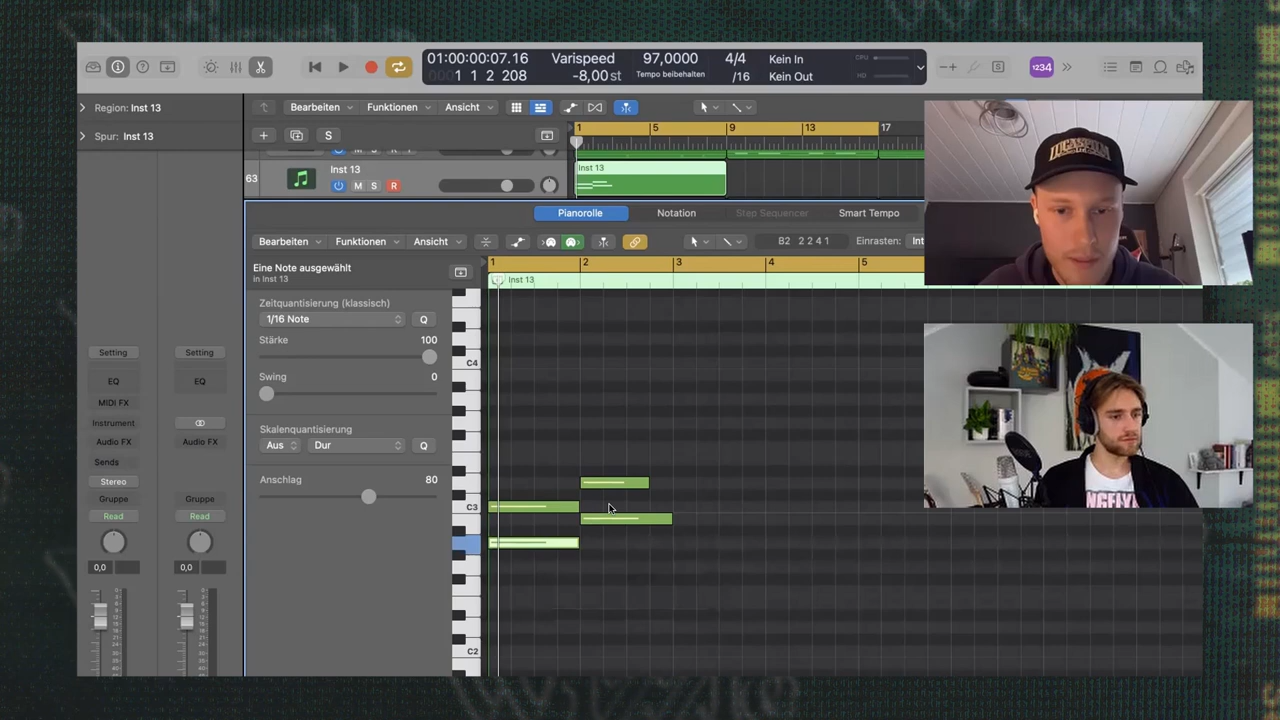 01:00:00:07.16
Varispeed
97,0000
4/4
Kein In
CPU
1 1 2 208
-8,00 st
Tempo beibehalten
/16
Kein Out
HD
1234
Region: Inst 13
Spur: Inst 13
Bearbeiten
Funktionen
Ansicht
S
1
5
9
13
17
M S R I
63
Inst 13
M S R
Inst 13
Pianorolle
Notation
Step Sequencer
Smart Tempo
Bearbeiten
Funktionen
Ansicht
B2 2 2 4 1
Einrasten:
Int
Eine Note ausgewählt
in Inst 13
1
2
3
4
5
Inst 13
Zeitquantisierung (klassisch)
1/16 Note
Q
Stärke
100
Swing
0
Skalenquantisierung
Aus
Dur
Q
Anschlag
80
C4
C3
C2
Setting
Setting
EQ
EQ
MIDI FX
Instrument
Audio FX
Audio FX
Sends
Stereo
Gruppe
Gruppe
Read
Read
0,0
0,0
LUCASFILM